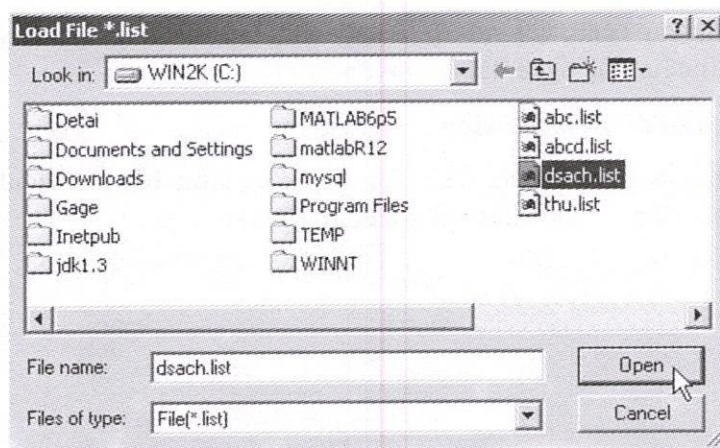 Load File *.list
Look in: WIN2K (C:)
Detai
Documents and Settings
Downloads
Gage
Inetpub
jdk1.3
MATLAB6p5
matlabR12
mysql
Program Files
TEMP
WINNT
abc.list
abcd.list
dsach.list
thu.list
File name: dsach.list Open
Files of type: File(*.list) Cancel